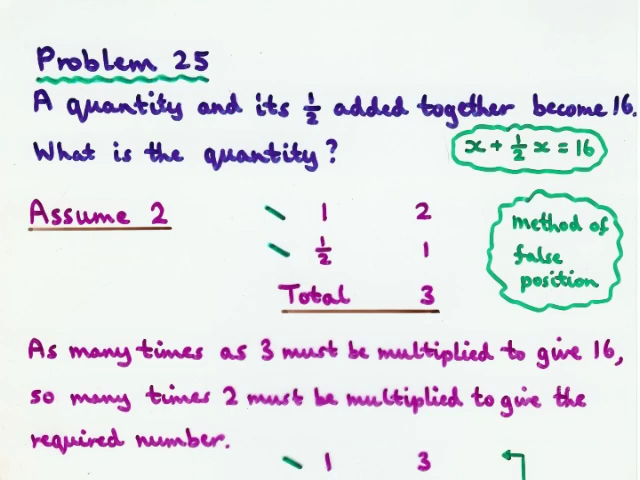 Problem 25
A quantity and its 1/2 added together become 16.
What is the quantity?
x + 1/2 x = 16
Assume 2
\ 1 2
\ 1/2 1
Total 3
method of
false
position
As many times as 3 must be multiplied to give 16,
so many times 2 must be multiplied to give the
required number.
\ 1 3